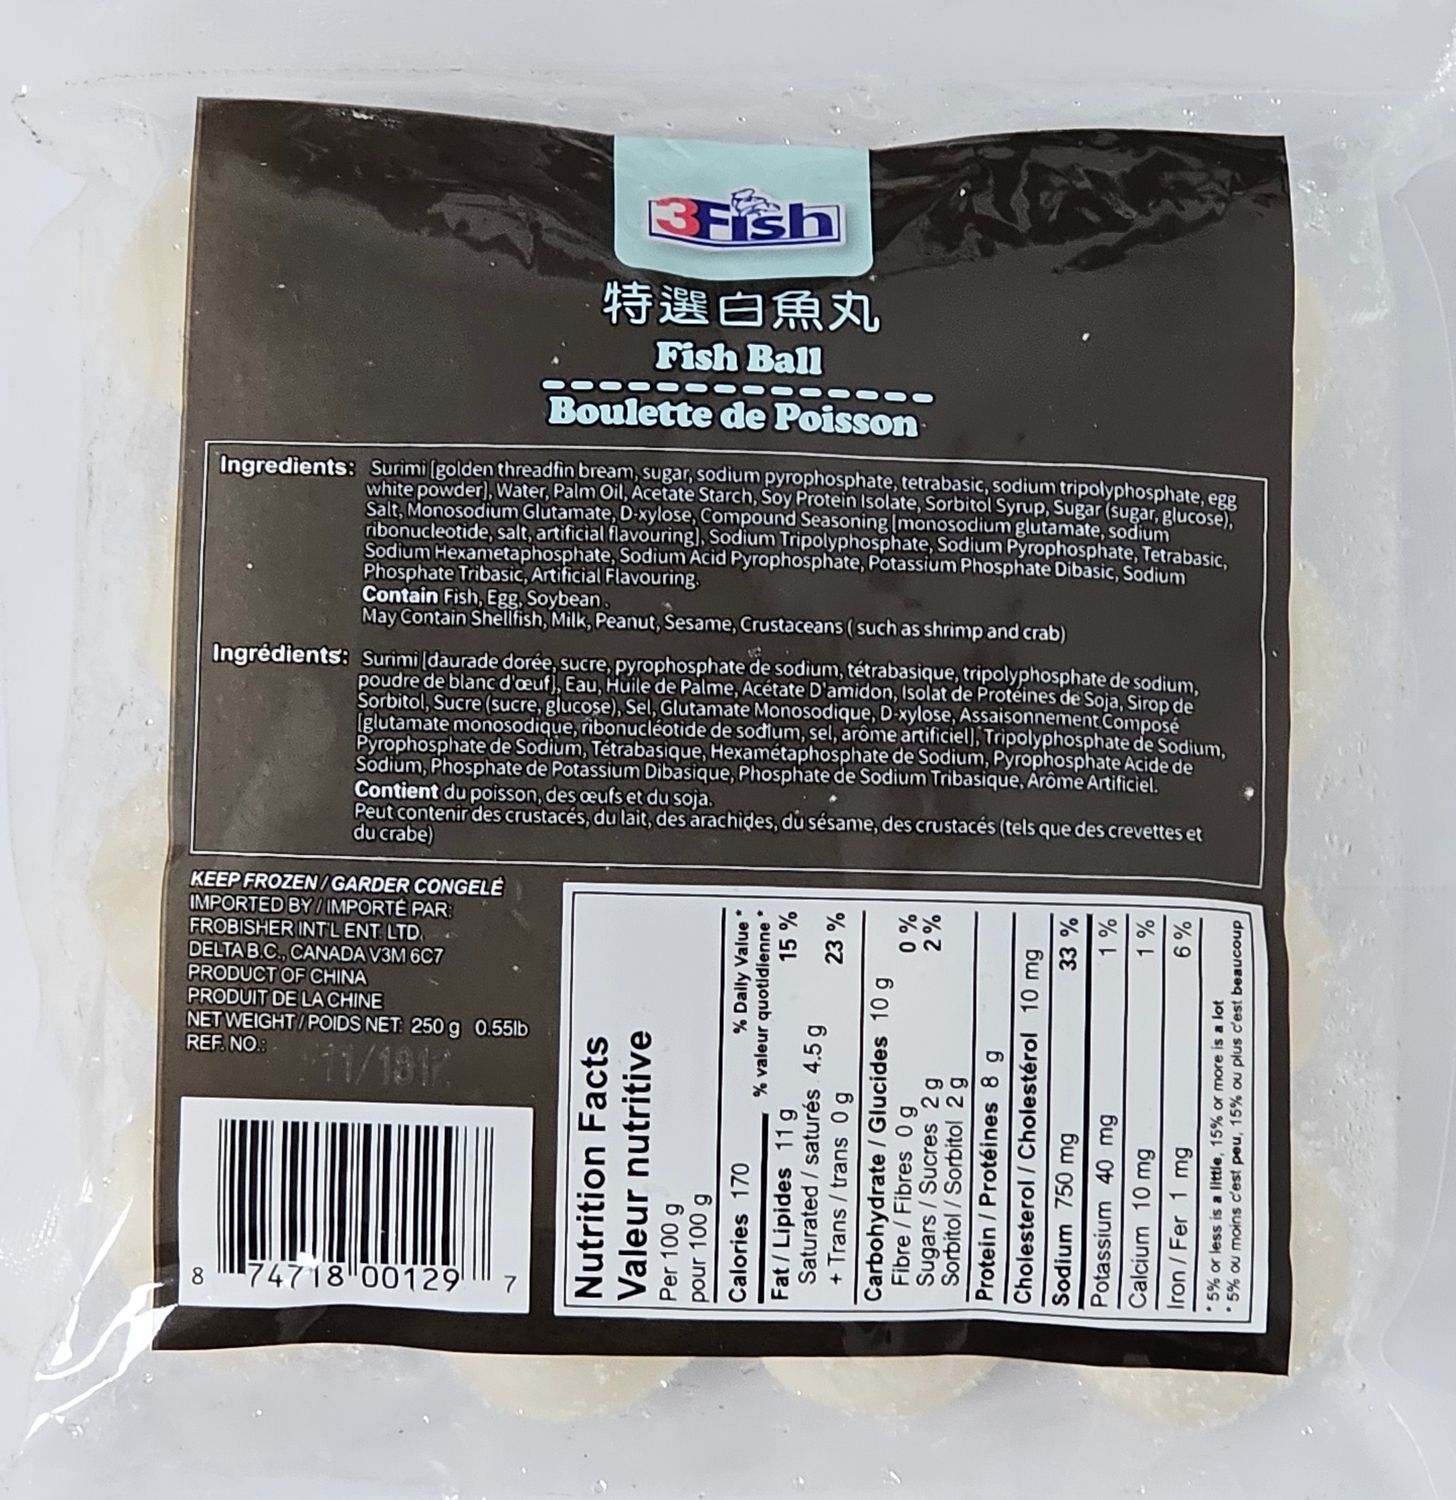 3Fish
特選白魚丸
Fish Ball
Boulette de Poisson
Ingredients: Surimi [golden threadfin bream, sugar, sodium pyrophosphate, tetrabasic, sodium tripolyphosphate, egg
white powder], Water, Palm Oil, Acetate Starch, Soy Protein Isolate, Sorbitol Syrup, Sugar (sugar, glucose),
Salt, Monosodium Glutamate, D-xylose, Compound Seasoning [monosodium glutamate, sodium
ribonucleotide, salt, artificial flavouring], Sodium Tripolyphosphate, Sodium Pyrophosphate, Tetrabasic,
Sodium Hexametaphosphate, Sodium Acid Pyrophosphate, Potassium Phosphate Dibasic, Sodium
Phosphate Tribasic, Artificial Flavouring.
Contain Fish, Egg, Soybean.
May Contain Shellfish, Milk, Peanut, Sesame, Crustaceans ( such as shrimp and crab)
Ingrédients: Surimi [daurade dorée, sucre, pyrophosphate de sodium, tétrabasique, tripolyphosphate de sodium,
poudre de blanc d'œuf], Eau, Huile de Palme, Acétate D'amidon, Isolat de Protéines de Soja, Sirop de
Sorbitol, Sucre (sucre, glucose), Sel, Glutamate Monosodique, D-xylose, Assaisonnement Composé
[glutamate monosodique, ribonucléotide de sodium, sel, arôme artificiel], Tripolyphosphate de Sodium,
Pyrophosphate de Sodium, Tétrabasique, Hexamétaphosphate de Sodium, Pyrophosphate Acide de
Sodium, Phosphate de Potassium Dibasique, Phosphate de Sodium Tribasique, Arôme Artificiel.
Contient du poisson, des œufs et du soja.
Peut contenir des crustacés, du lait, des arachides, du sésame, des crustacés (tels que des crevettes et
du crabe)
KEEP FROZEN / GARDER CONGELÉ
IMPORTED BY / IMPORTÉ PAR:
FROBISHER INT'L ENT. LTD.
DELTA B.C., CANADA V3M 6C7
PRODUCT OF CHINA
PRODUIT DE LA CHINE
NET WEIGHT / POIDS NET: 250 g 0.55lb
REF. NO.:
8 74718 00129 7
Nutrition Facts
Valeur nutritive
Per 100 g
pour 100 g
Calories 170 % Daily Value *
% valeur quotidienne *
Fat / Lipides 11 g 15 %
Saturated / saturés 4.5 g
+ Trans / trans 0 g 23 %
Carbohydrate / Glucides 10 g
Fibre / Fibres 0 g 0 %
Sugars / Sucres 2 g 2 %
Sorbitol / Sorbitol 2 g
Protein / Protéines 8 g
Cholesterol / Cholestérol 10 mg
Sodium 750 mg 33 %
Potassium 40 mg 1 %
Calcium 10 mg 1 %
Iron / Fer 1 mg 6 %
* 5% or less is a little, 15% or more is a lot
* 5% ou moins c'est peu, 15% ou plus c'est beaucoup